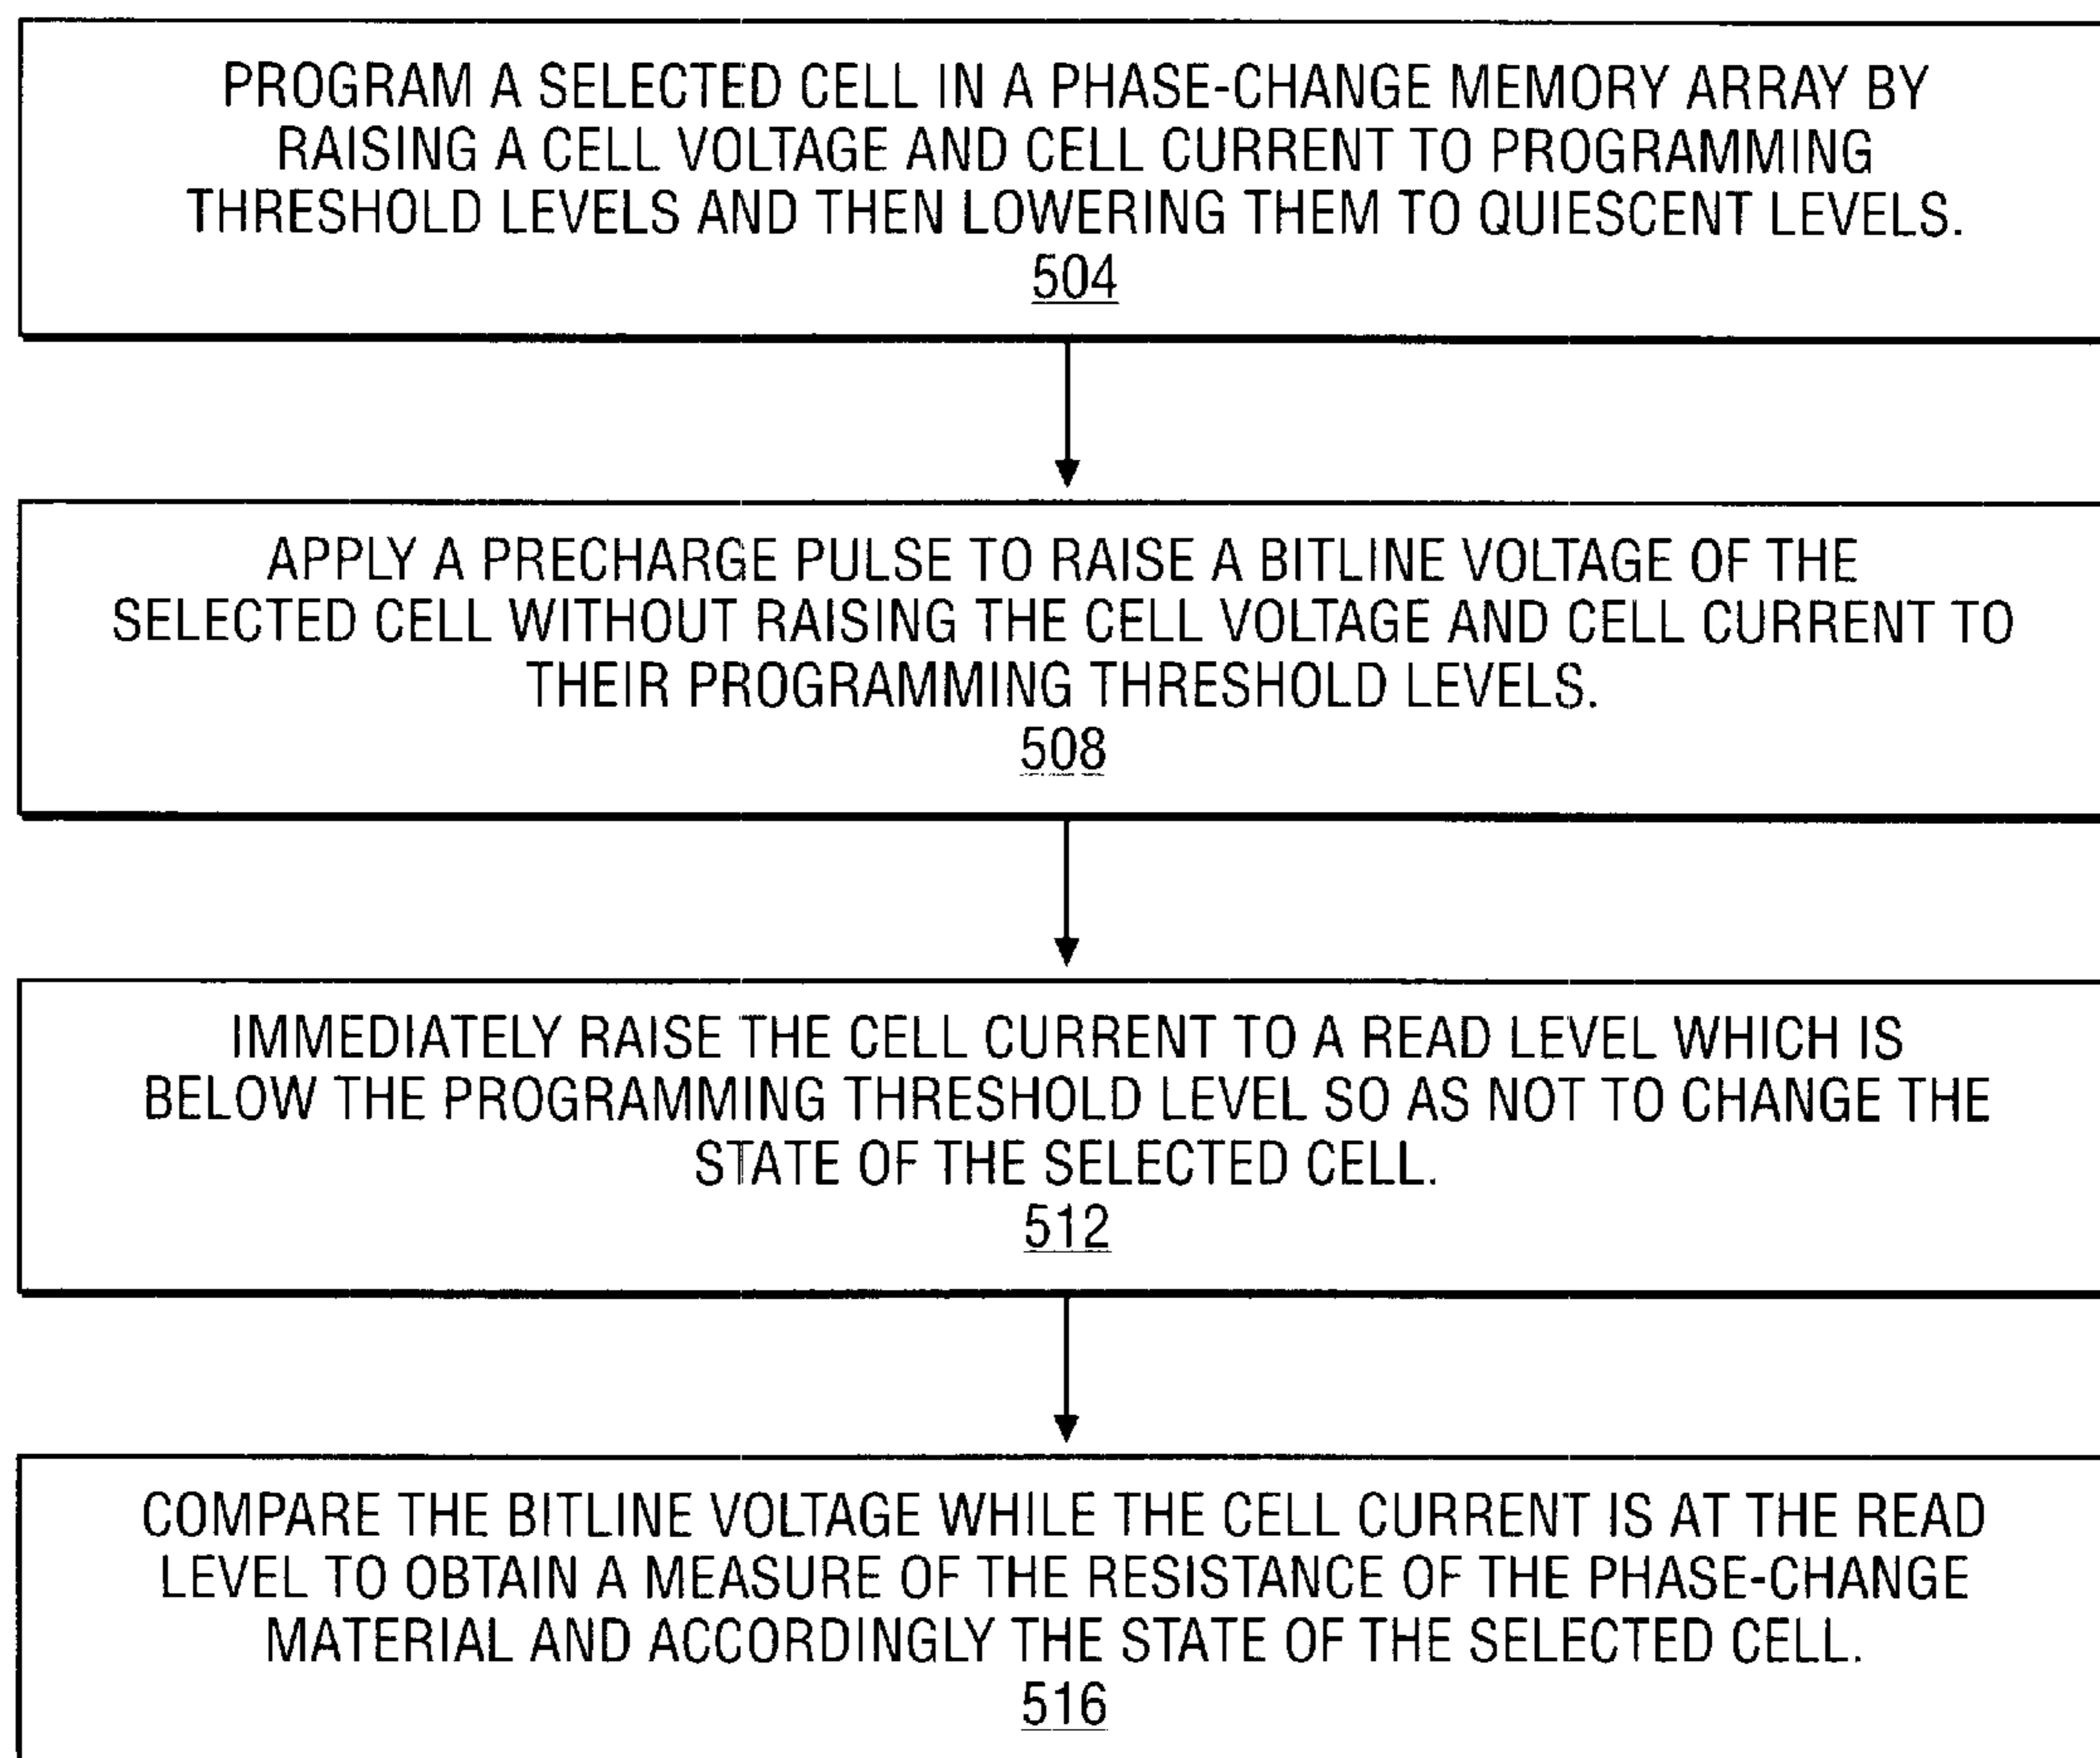 PROGRAM A SELECTED CELL IN A PHASE-CHANGE MEMORY ARRAY BY
RAISING A CELL VOLTAGE AND CELL CURRENT TO PROGRAMMING
THRESHOLD LEVELS AND THEN LOWERING THEM TO QUIESCENT LEVELS.
504
APPLY A PRECHARGE PULSE TO RAISE A BITLINE VOLTAGE OF THE
SELECTED CELL WITHOUT RAISING THE CELL VOLTAGE AND CELL CURRENT TO
THEIR PROGRAMMING THRESHOLD LEVELS.
508
IMMEDIATELY RAISE THE CELL CURRENT TO A READ LEVEL WHICH IS
BELOW THE PROGRAMMING THRESHOLD LEVEL SO AS NOT TO CHANGE THE
STATE OF THE SELECTED CELL.
512
COMPARE THE BITLINE VOLTAGE WHILE THE CELL CURRENT IS AT THE READ
LEVEL TO OBTAIN A MEASURE OF THE RESISTANCE OF THE PHASE-CHANGE
MATERIAL AND ACCORDINGLY THE STATE OF THE SELECTED CELL.
516